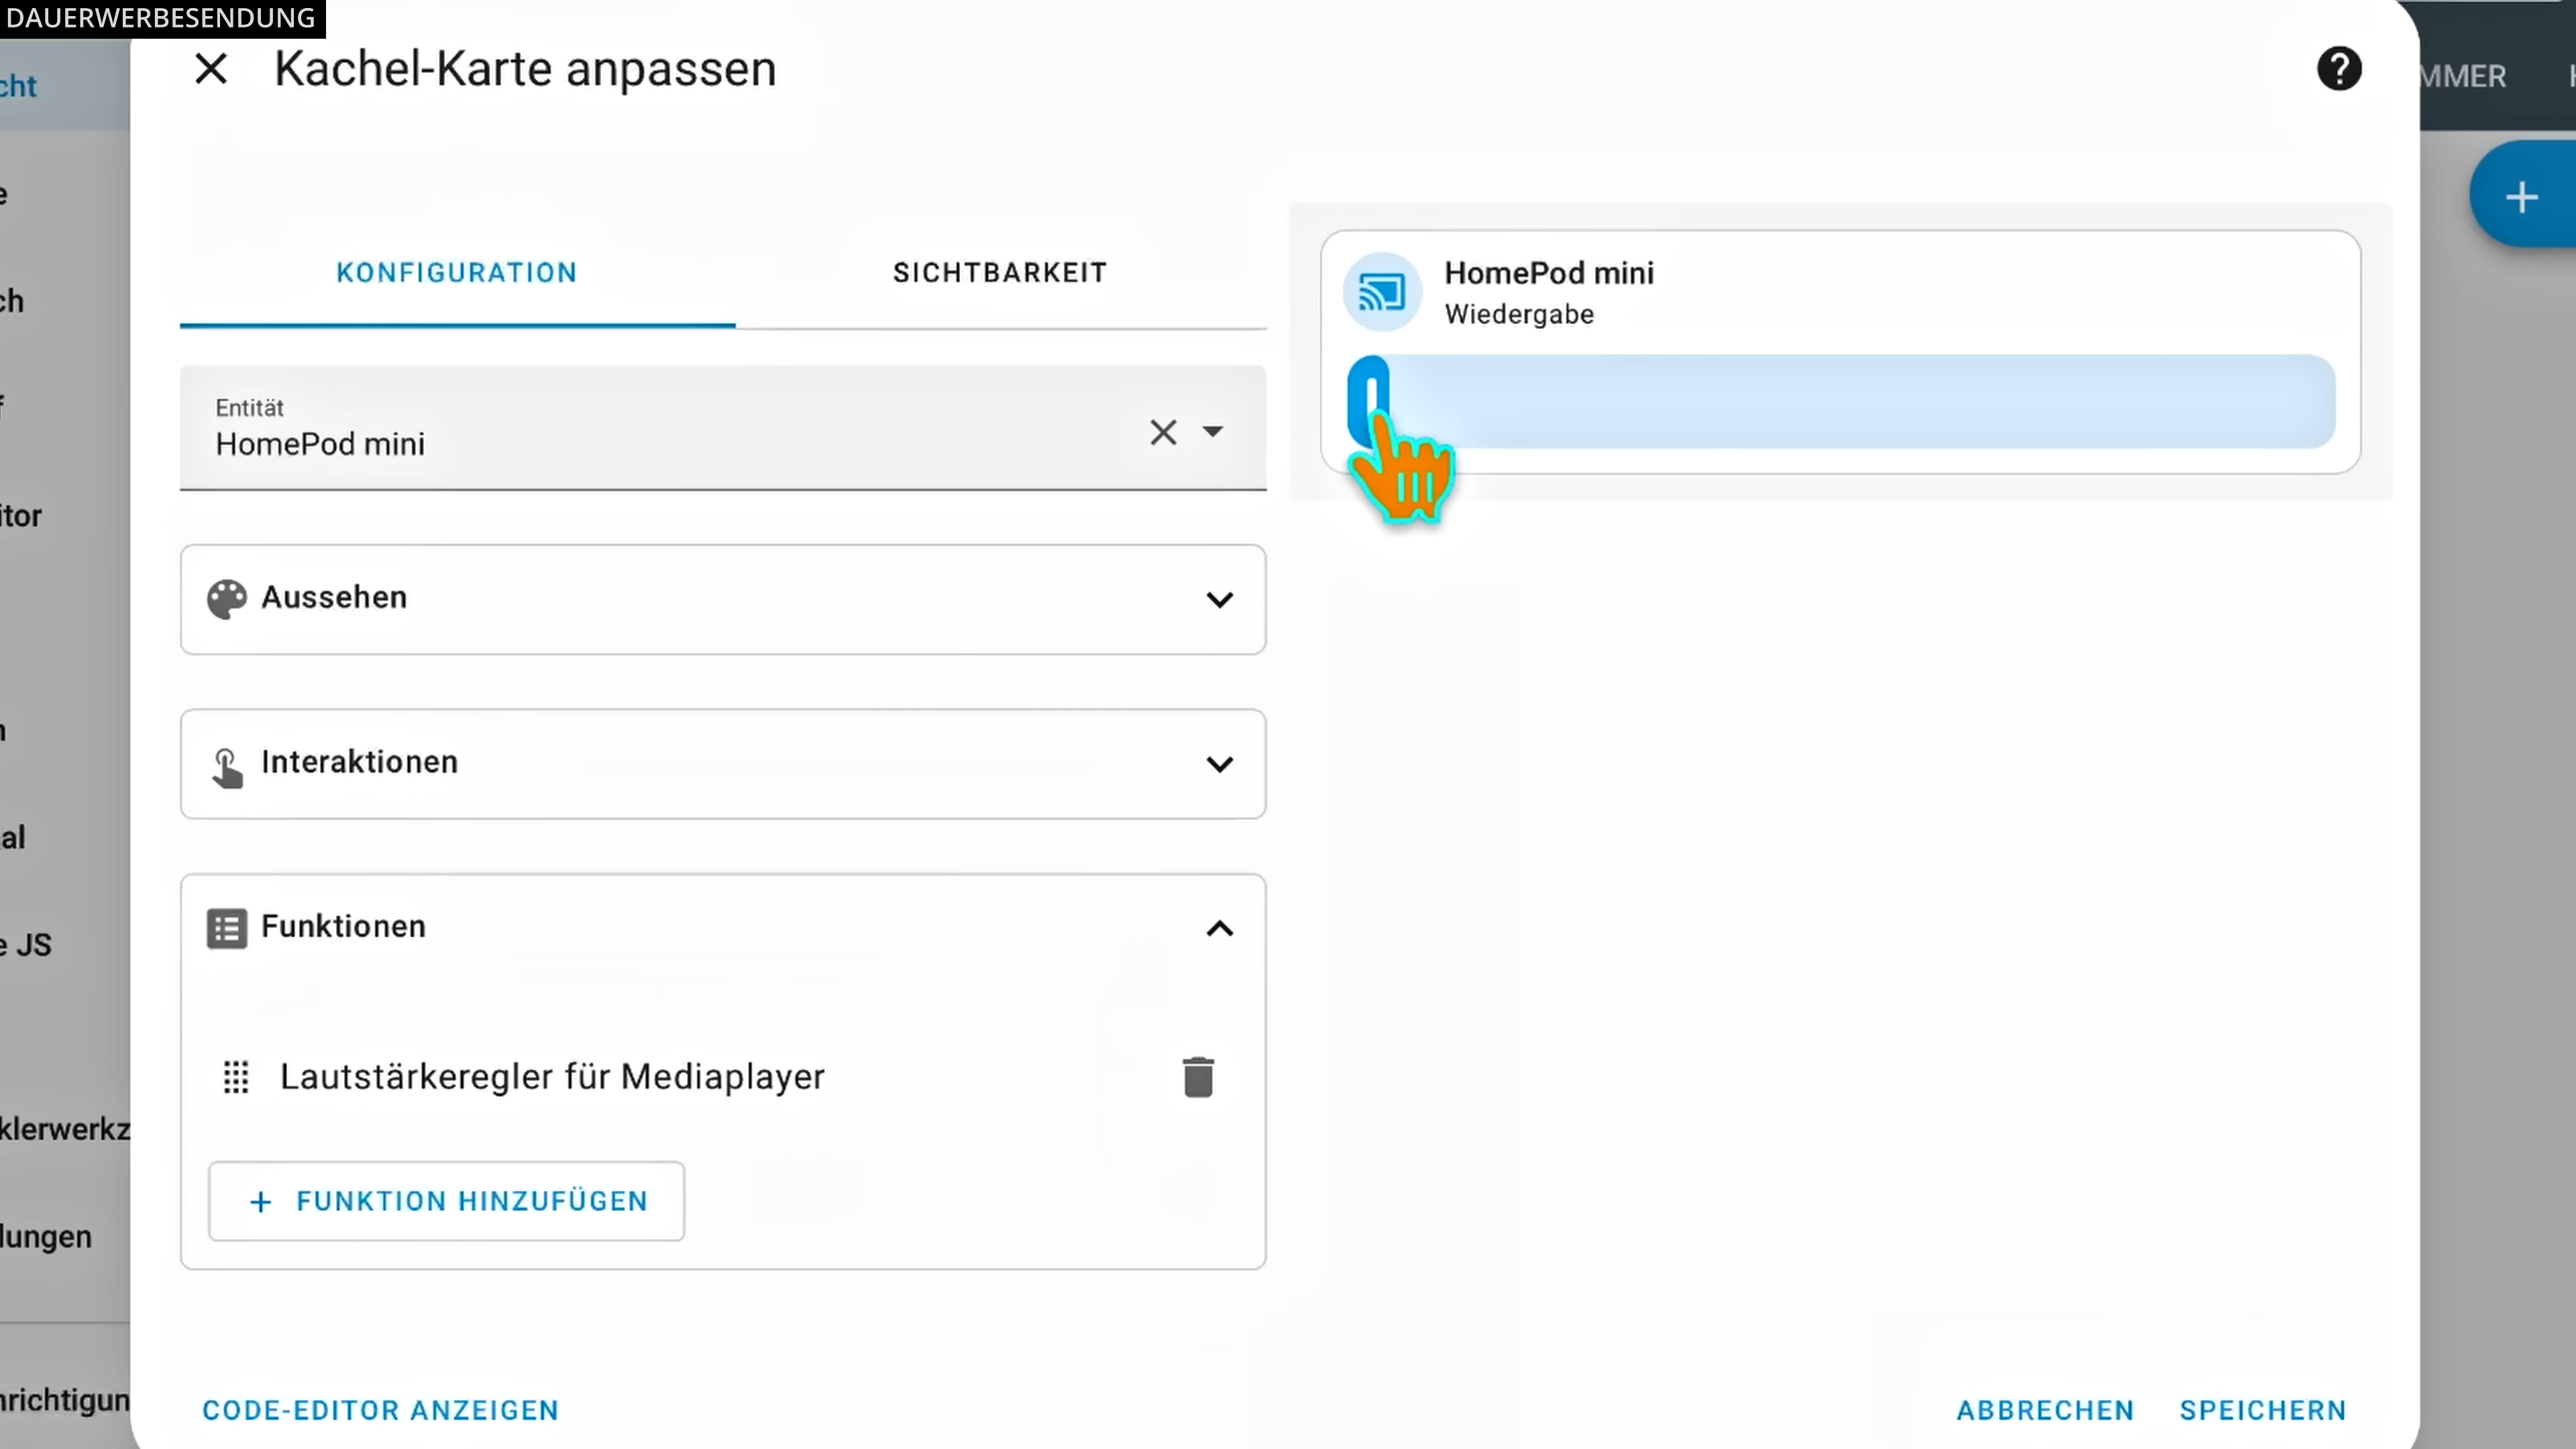 DAUERWERBESENDUNG
Kachel-Karte anpassen
KONFIGURATION
SICHTBARKEIT
Entität
HomePod mini
Aussehen
Interaktionen
Funktionen
Lautstärkeregler für Mediaplayer
+ FUNKTION HINZUFÜGEN
CODE-EDITOR ANZEIGEN
HomePod mini
Wiedergabe
ABBRECHEN
SPEICHERN
cht
e
ch
f
itor
n
al
e JS
klerwerkz
lungen
nrichtigun
MMER